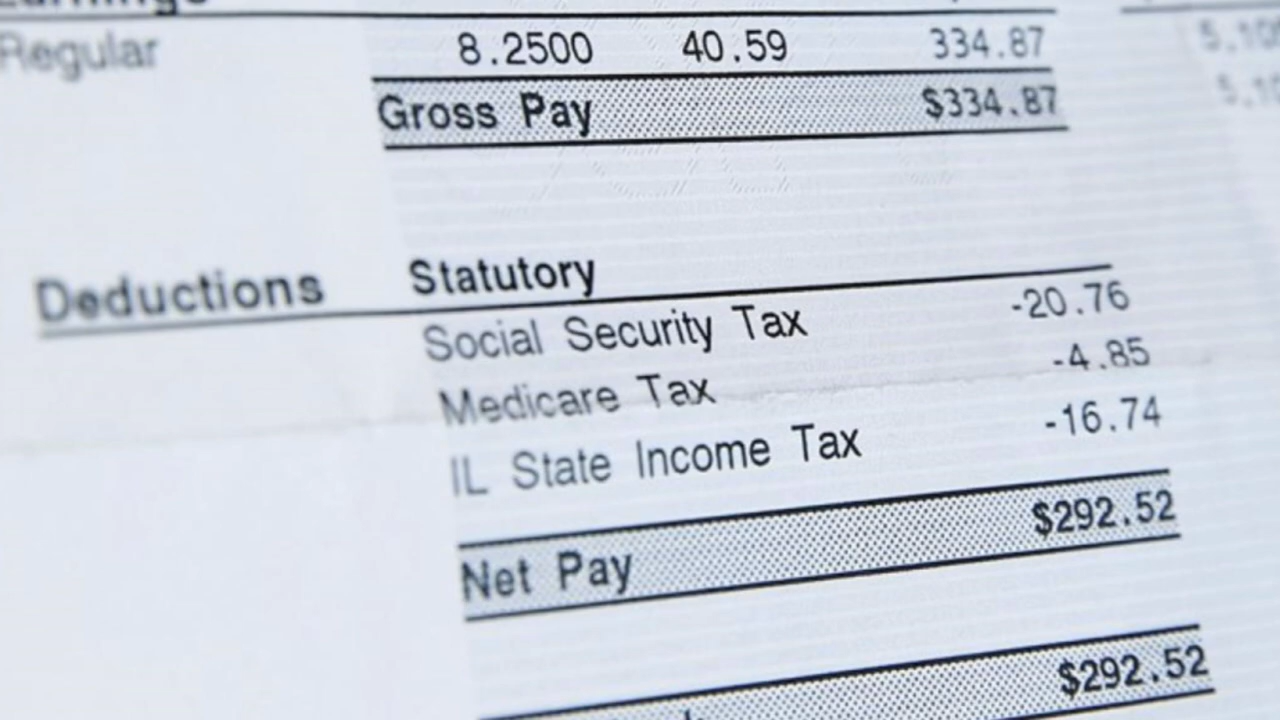 Earnings
Regular 8.2500 40.59 334.87
Gross Pay $334.87
Deductions Statutory
Social Security Tax -20.76
Medicare Tax -4.85
IL State Income Tax -16.74
Net Pay $292.52
$292.52